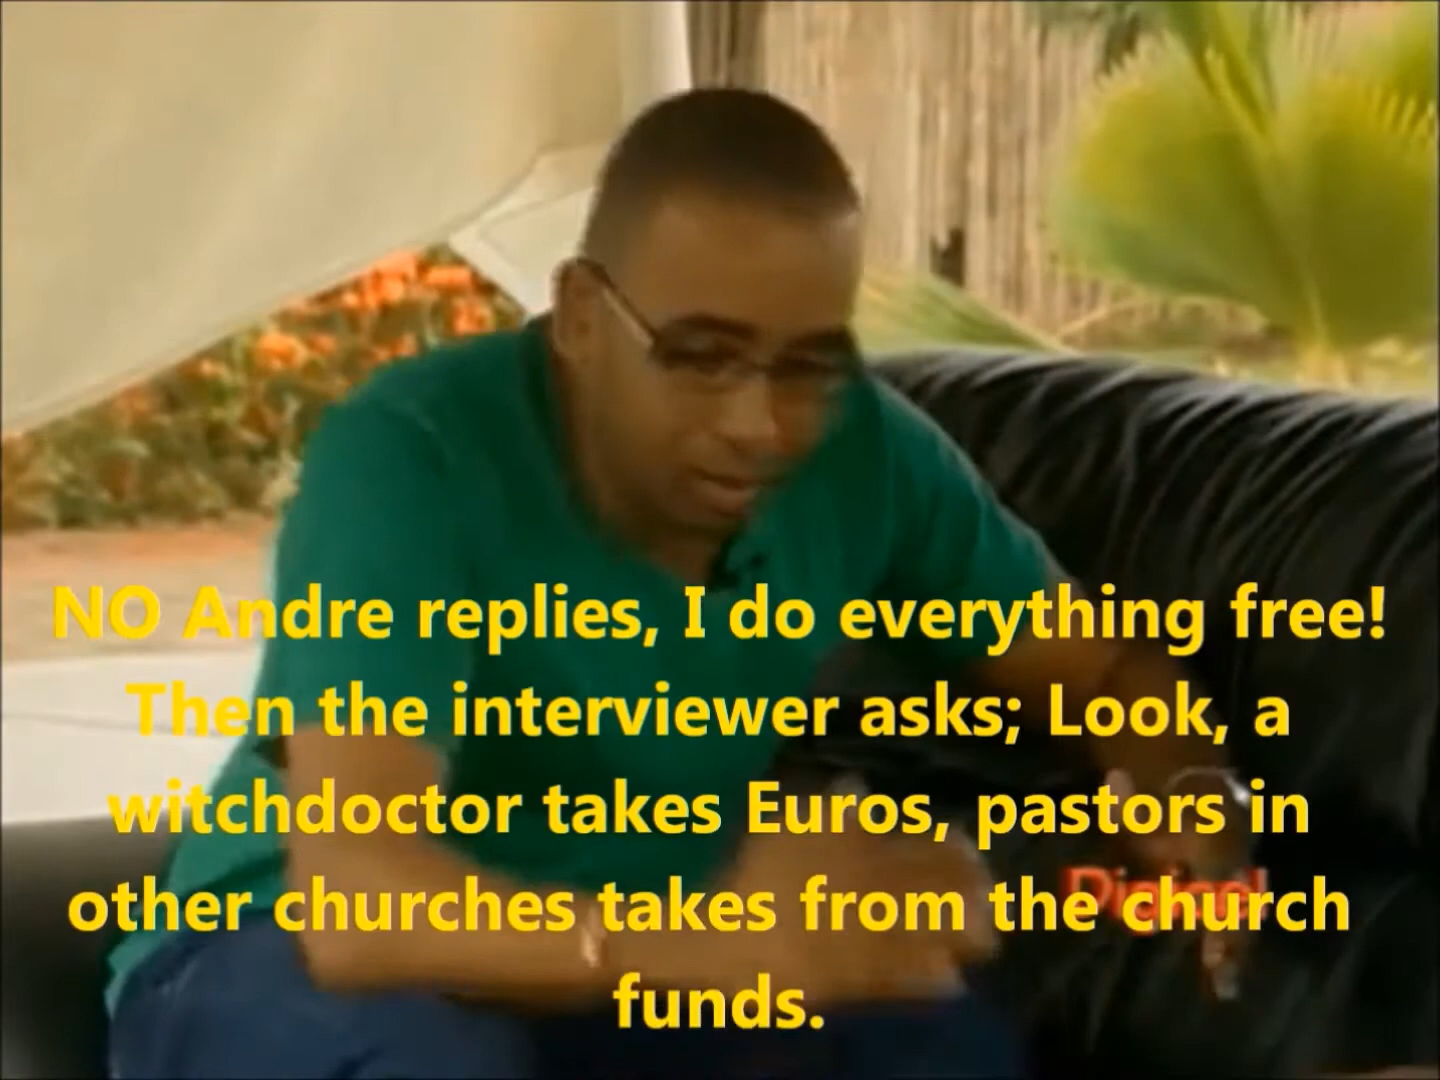 NO Andre replies, I do everything free!
Then the interviewer asks; Look, a
witchdoctor takes Euros, pastors in
other churches takes from the church
funds.
Digicel